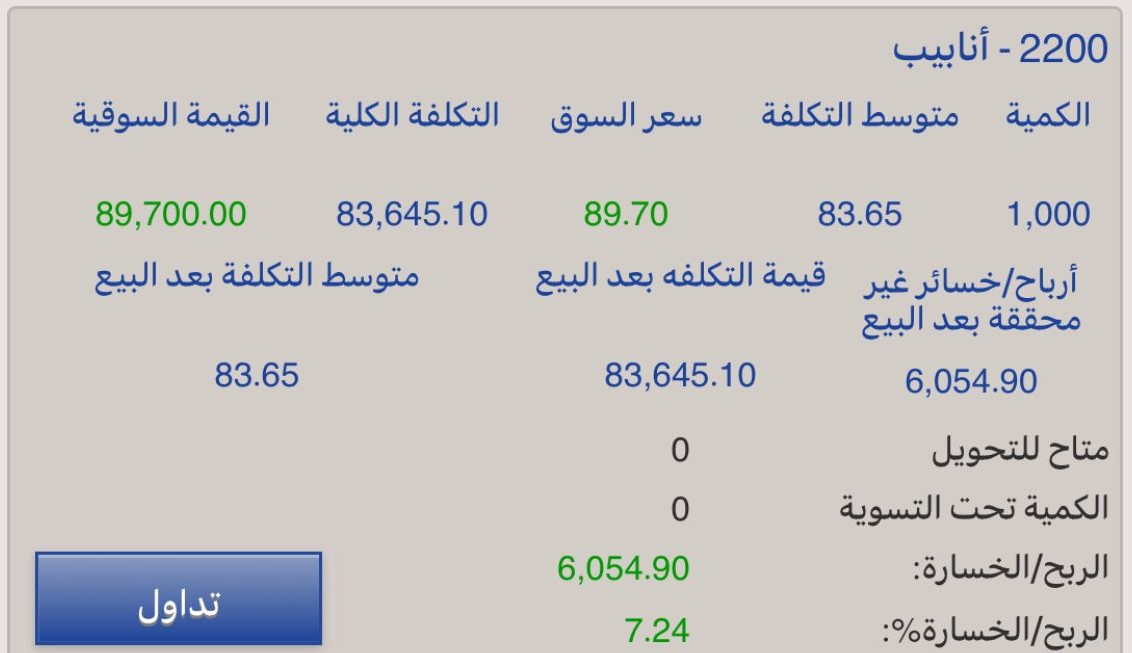 2200 - أنابيب
الكمية متوسط التكلفة سعر السوق التكلفة الكلية القيمة السوقية
1,000 83.65 89.70 83,645.10 89,700.00
أرباح/خسائر غير محققة بعد البيع قيمة التكلفه بعد البيع متوسط التكلفة بعد البيع
6,054.90 83,645.10 83.65
متاح للتحويل 0
الكمية تحت التسوية 0
الربح/الخسارة: 6,054.90
الربح/الخسارة%: 7.24
تداول